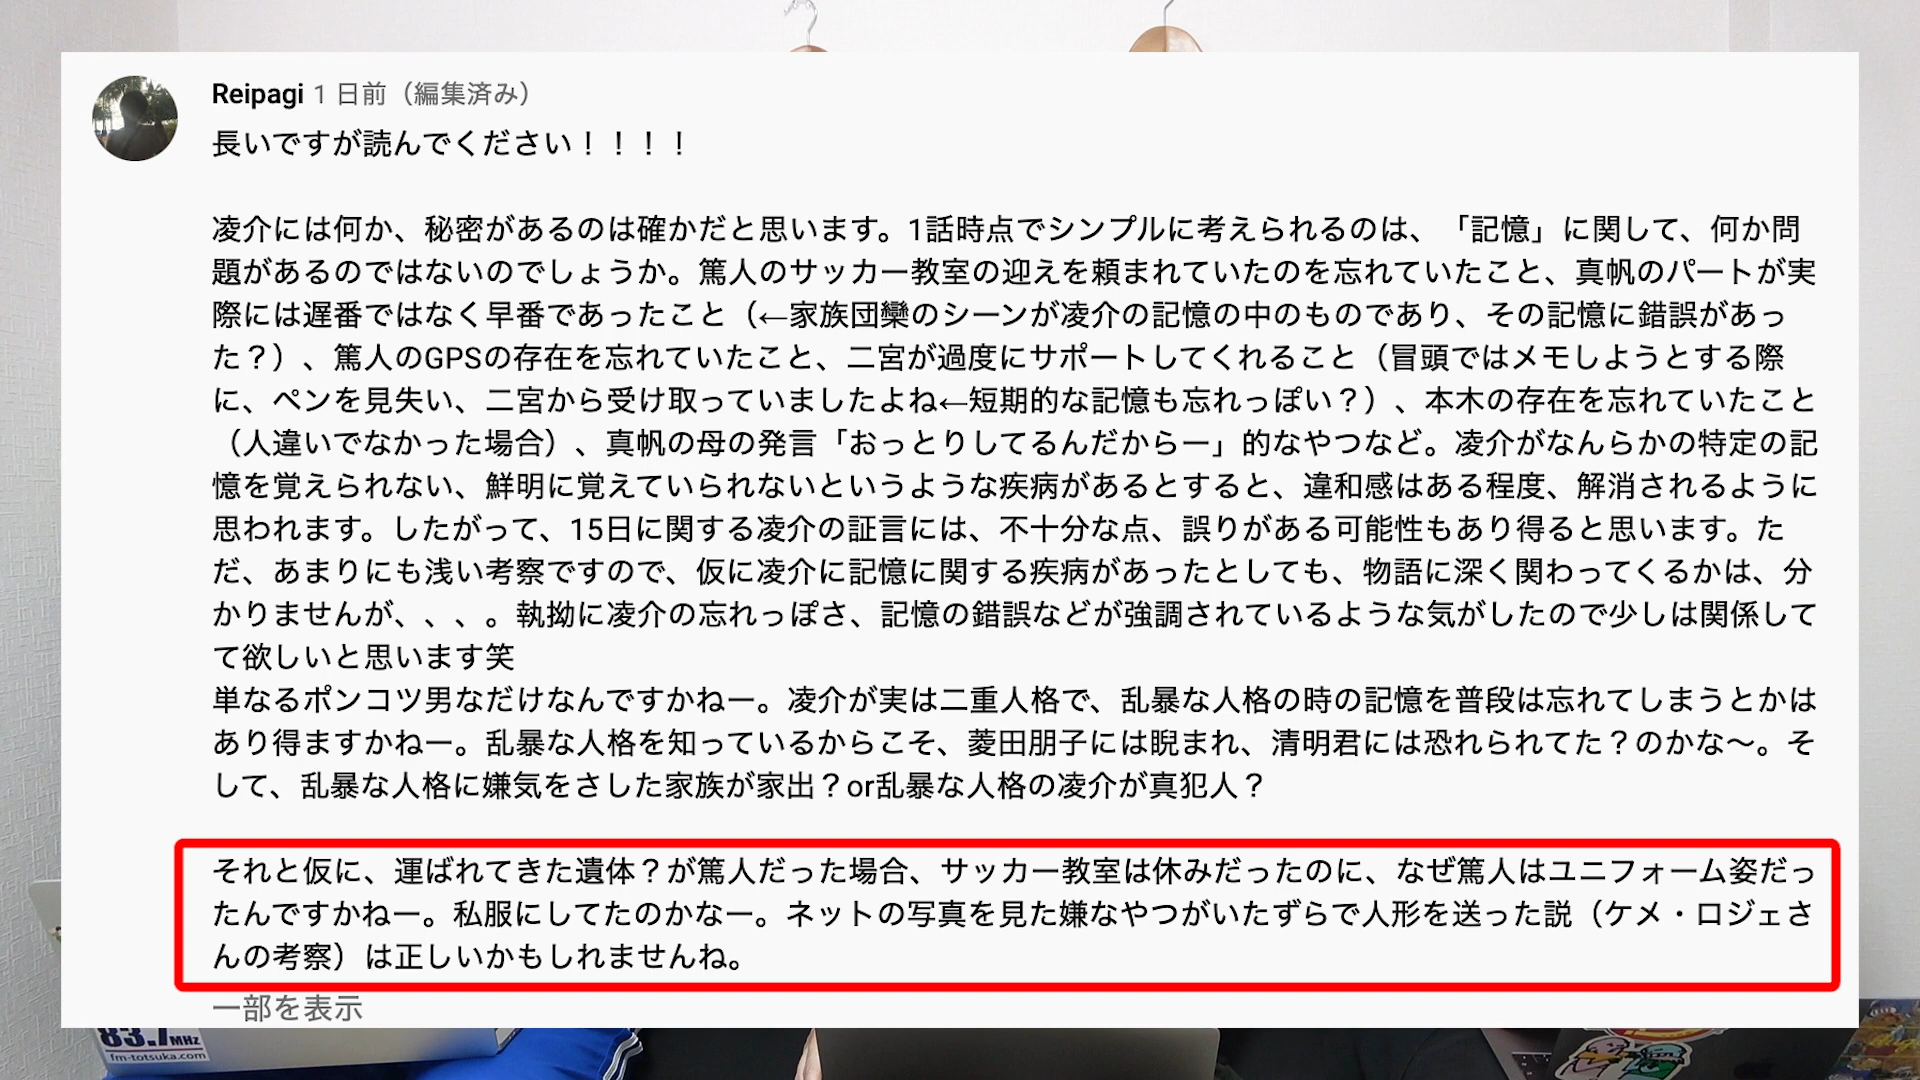 Reipagi 1 日前（編集済み）
長いですが読んでください！！！！
凌介には何か、秘密があるのは確かだと思います。1話時点でシンプルに考えられるのは、「記憶」に関して、何か問
題があるのではないのでしょうか。篤人のサッカー教室の迎えを頼まれていたのを忘れていたこと、真帆のパートが実
際には遅番ではなく早番であったこと（←家族団欒のシーンが凌介の記憶の中のものであり、その記憶に錯誤があっ
た？）、篤人のGPSの存在を忘れていたこと、二宮が過度にサポートしてくれること（冒頭ではメモしようとする際
に、ペンを見失い、二宮から受け取っていましたよね←短期的な記憶も忘れっぽい？）、本木の存在を忘れていたこと
（人違いでなかった場合）、真帆の母の発言「おっとりしてるんだからー」的なやつなど。凌介がなんらかの特定の記
憶を覚えられない、鮮明に覚えていられないというような疾病があるとすると、違和感はある程度、解消されるように
思われます。したがって、15日に関する凌介の証言には、不十分な点、誤りがある可能性もあり得ると思います。た
だ、あまりにも浅い考察ですので、仮に凌介に記憶に関する疾病があったとしても、物語に深く関わってくるかは、分
かりませんが、、、。執拗に凌介の忘れっぽさ、記憶の錯誤などが強調されているような気がしたので少しは関係して
て欲しいと思います笑
単なるポンコツ男なだけなんですかねー。凌介が実は二重人格で、乱暴な人格の時の記憶を普段は忘れてしまうとかは
あり得ますかねー。乱暴な人格を知っているからこそ、菱田朋子には睨まれ、清明君には恐れられてた？のかな〜。そ
して、乱暴な人格に嫌気をさした家族が家出？or乱暴な人格の凌介が真犯人？
それと仮に、運ばれてきた遺体？が篤人だった場合、サッカー教室は休みだったのに、なぜ篤人はユニフォーム姿だっ
たんですかねー。私服にしてたのかなー。ネットの写真を見た嫌なやつがいたずらで人形を送った説（ケメ・ロジェさ
んの考察）は正しいかもしれませんね。
一部を表示
83.7MHz
fm-totsuka.com